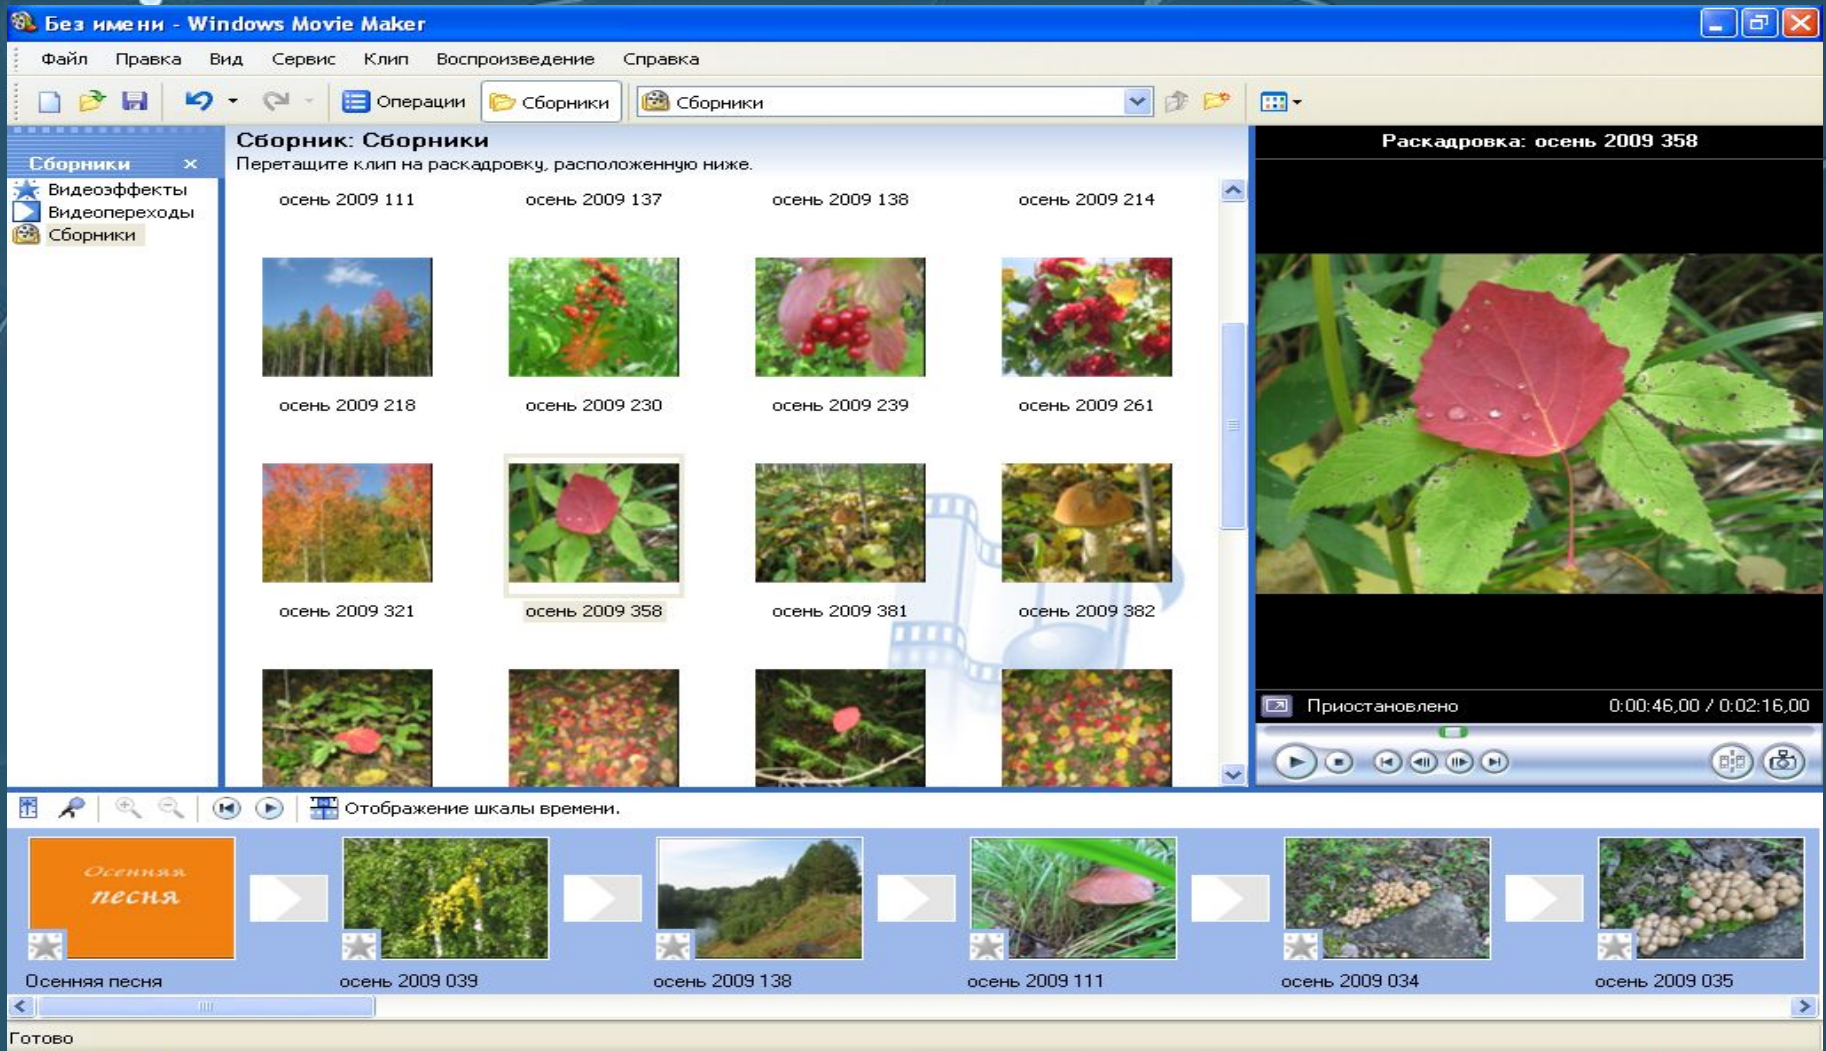 Без имени - Windows Movie Maker
Файл Правка Вид Сервис Клип Воспроизведение Справка
Операции Сборники Сборники
Сборники
Видеоэффекты
Видеопереходы
Сборники
Сборник: Сборники
Перетащите клип на раскадровку, расположенную ниже.
осень 2009 111 осень 2009 137 осень 2009 138 осень 2009 214
осень 2009 218 осень 2009 230 осень 2009 239 осень 2009 261
осень 2009 321 осень 2009 358 осень 2009 381 осень 2009 382
Раскадровка: осень 2009 358
Приостановлено 0:00:46,00 / 0:02:16,00
Отображение шкалы времени.
Осенняя
песня
Осенняя песня осень 2009 039 осень 2009 138 осень 2009 111 осень 2009 034 осень 2009 035
Готово